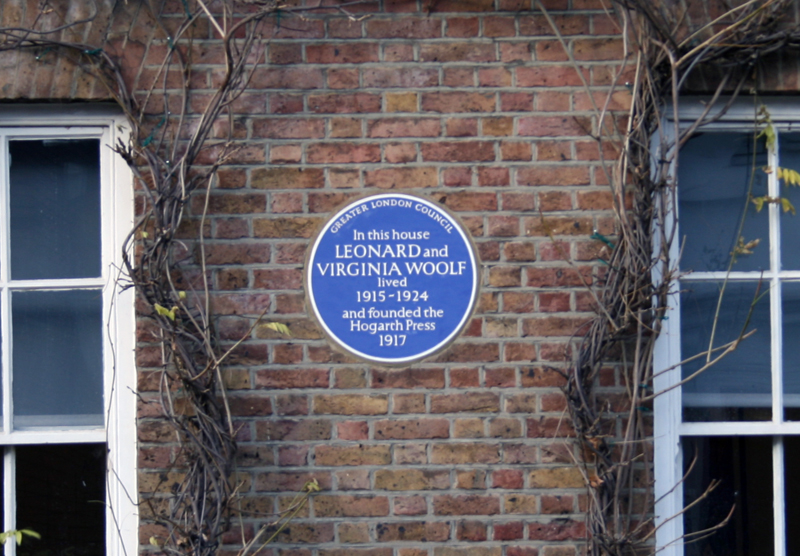 GREATER LONDON COUNCIL
In this house
LEONARD and
VIRGINIA WOOLF
lived
1915-1924
and founded the
Hogarth Press
1917